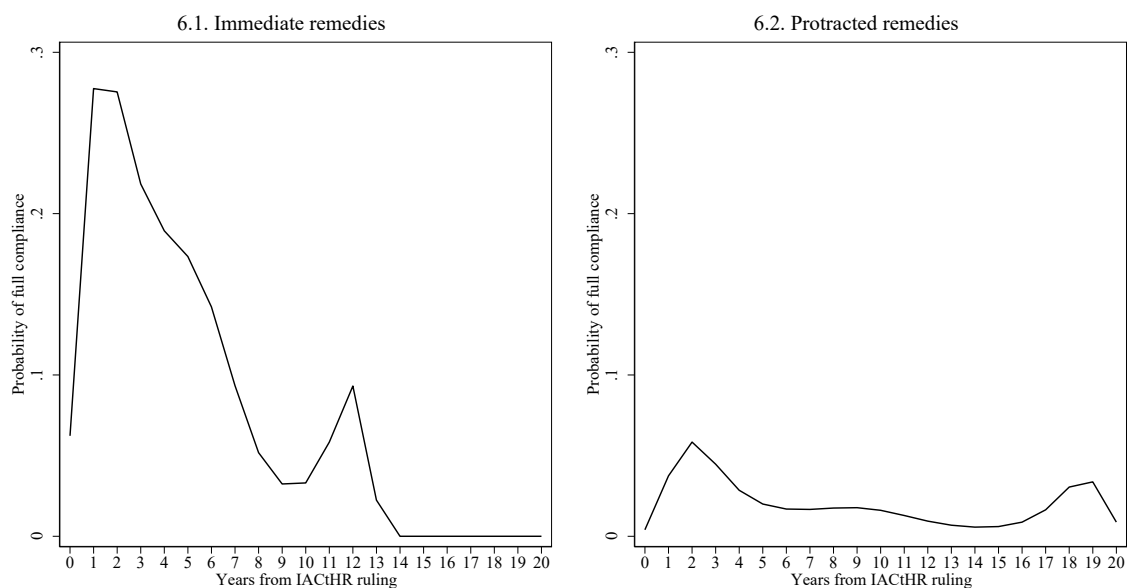 6.1. Immediate remedies
Probability of full compliance
.3
.2
.1
0
0 1 2 3 4 5 6 7 8 9 10 11 12 13 14 15 16 17 18 19 20
Years from IACtHR ruling
6.2. Protracted remedies
Probability of full compliance
.3
.2
.1
0
0 1 2 3 4 5 6 7 8 9 10 11 12 13 14 15 16 17 18 19 20
Years from IACtHR ruling